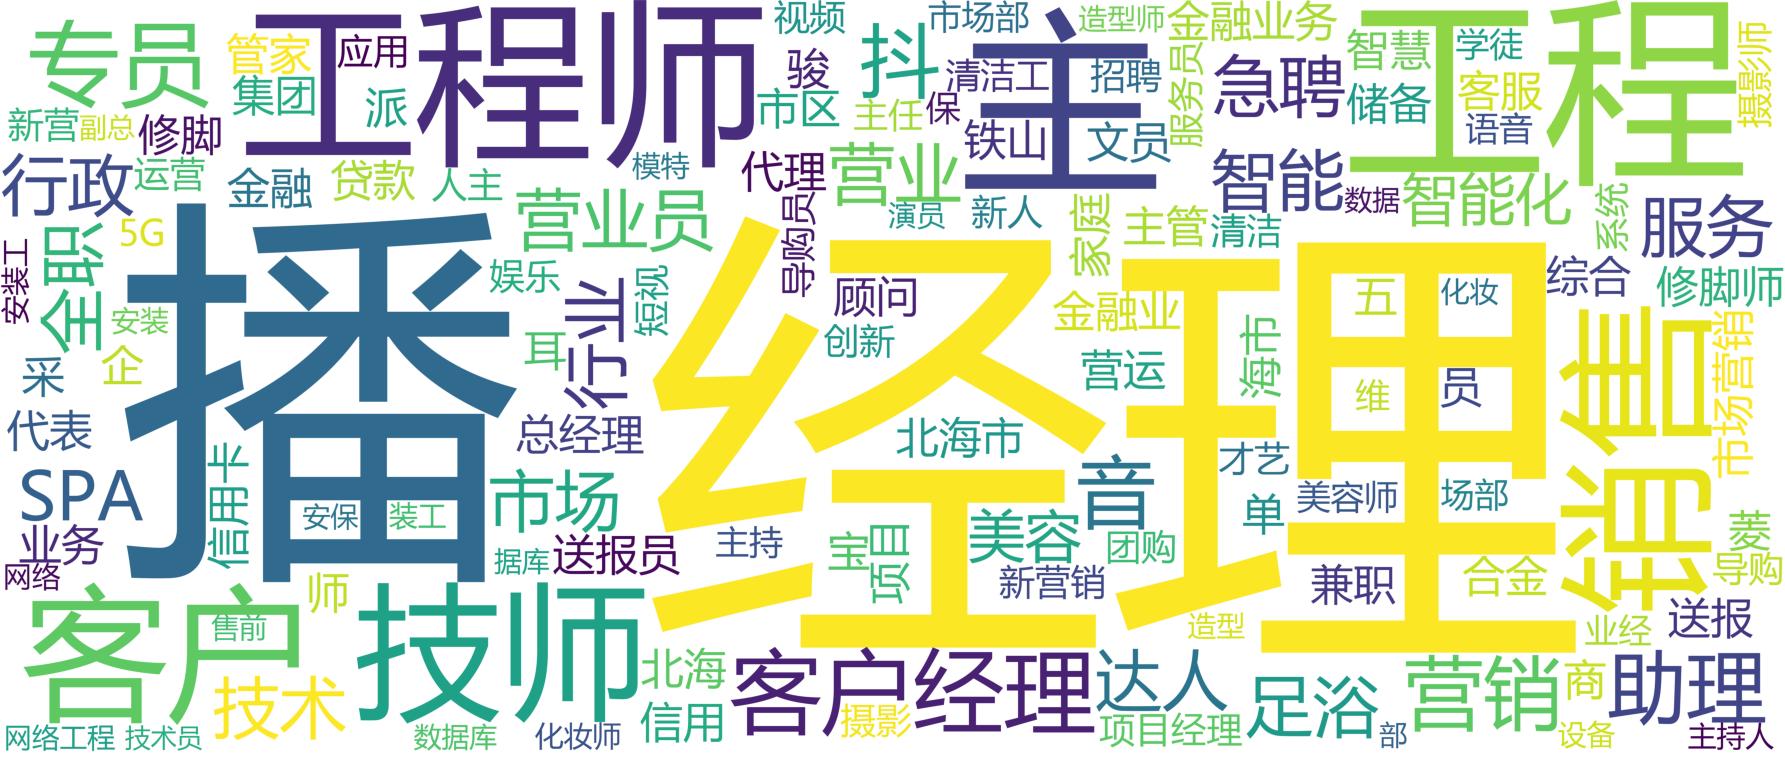 专员
管家
应用
集团
派
新营
副总
修脚
工程师
视频
骏
市区
抖
市场部
造型师
金融业务
主
清洁工
招聘
服务员
主任
保
铁山
文员
急聘
智慧
学徒
储备
客服
语音
工程
摄影师
行政
运营
金融
贷款
人主
模特
代理
营业
智能
数据
智能化
服务
系统
全职
5G
安装工
安装
营业员
娱乐
短视
行业
导购员
顾问
演员
新人
家庭
主管
清洁
综合
修脚师
采
企
代表
播
耳
创新
经理
金融业
营运
海市
五
化妆
维
员
销售
市场营销
SPA
信用卡
总经理
北海市
音
才艺
美容师
场部
单
业务
网络
安保
装工
市场
据库
送报员
主持
宝
项目
美容
团购
新营销
兼职
合金
菱
导购
客户
师
售前
技师
造型
业经
送报
技术
北海
信用
客户经理
摄影
达人
足浴
营销
商
助理
网络工程
技术员
数据库
化妆师
项目经理
部
设备
主持人